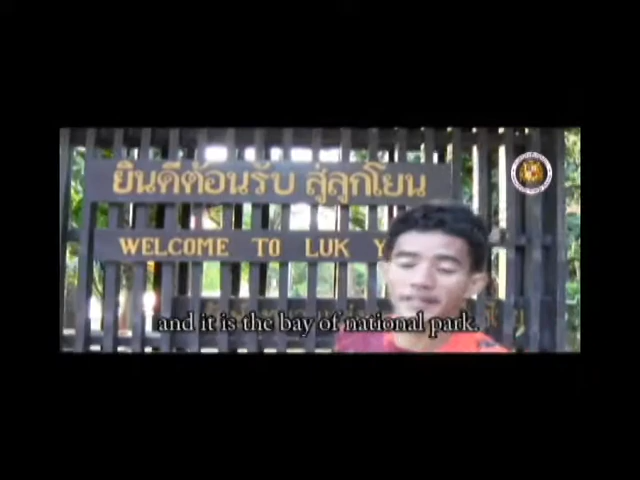 ยินดีต้อนรับ สู่ลูกโยน
WELCOME TO LUK Y
and it is the bay of national park.